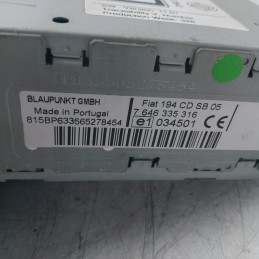 BLAUPUNKT GMBH
Made in Portugal
815BP633565278454
Fiat 194 CD SB 05
7 646 335 316
e1 034501 CE